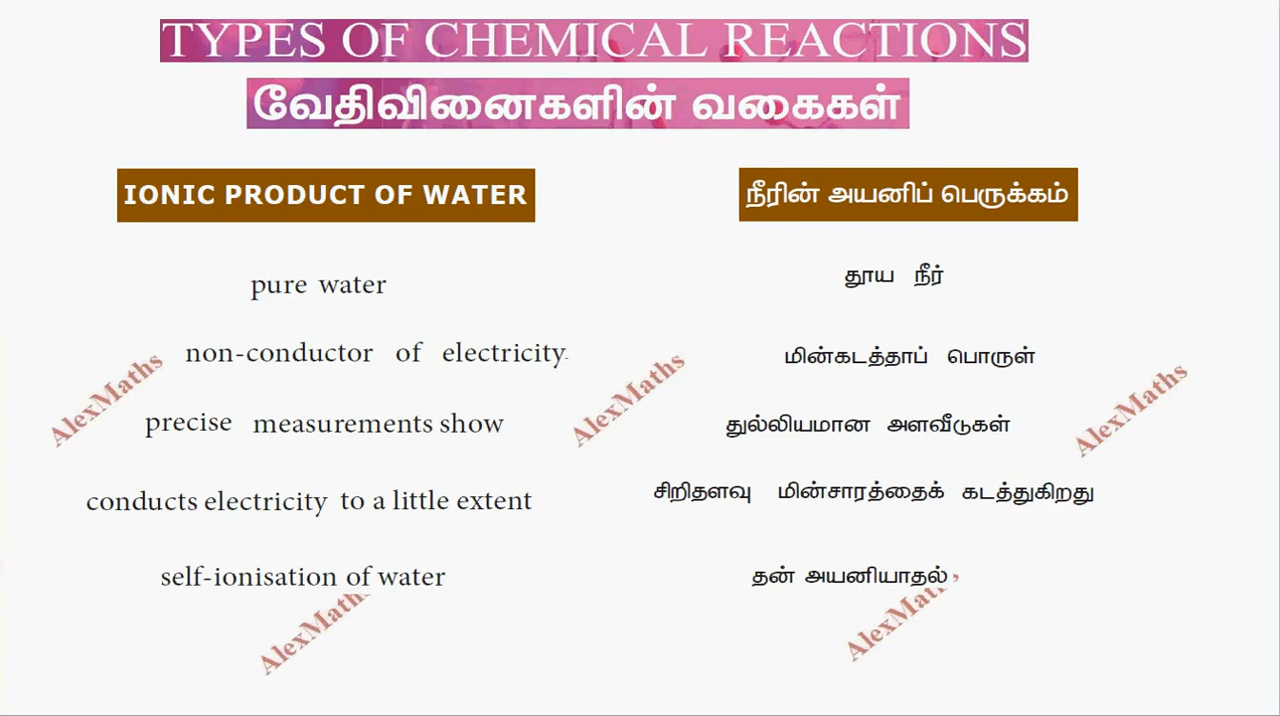 TYPES OF CHEMICAL REACTIONS
வேதிவினைகளின் வகைகள்
IONIC PRODUCT OF WATER
நீரின் அயனிப் பெருக்கம்
pure water
தூய நீர்
non-conductor of electricity
மின்கடத்தாப் பொருள்
AlexMaths
AlexMaths
AlexMaths
precise measurements show
துல்லியமான அளவீடுகள்
conducts electricity to a little extent
சிறிதளவு மின்சாரத்தைக் கடத்துகிறது
self-ionisation of water
தன் அயனியாதல்
AlexMaths
AlexMaths